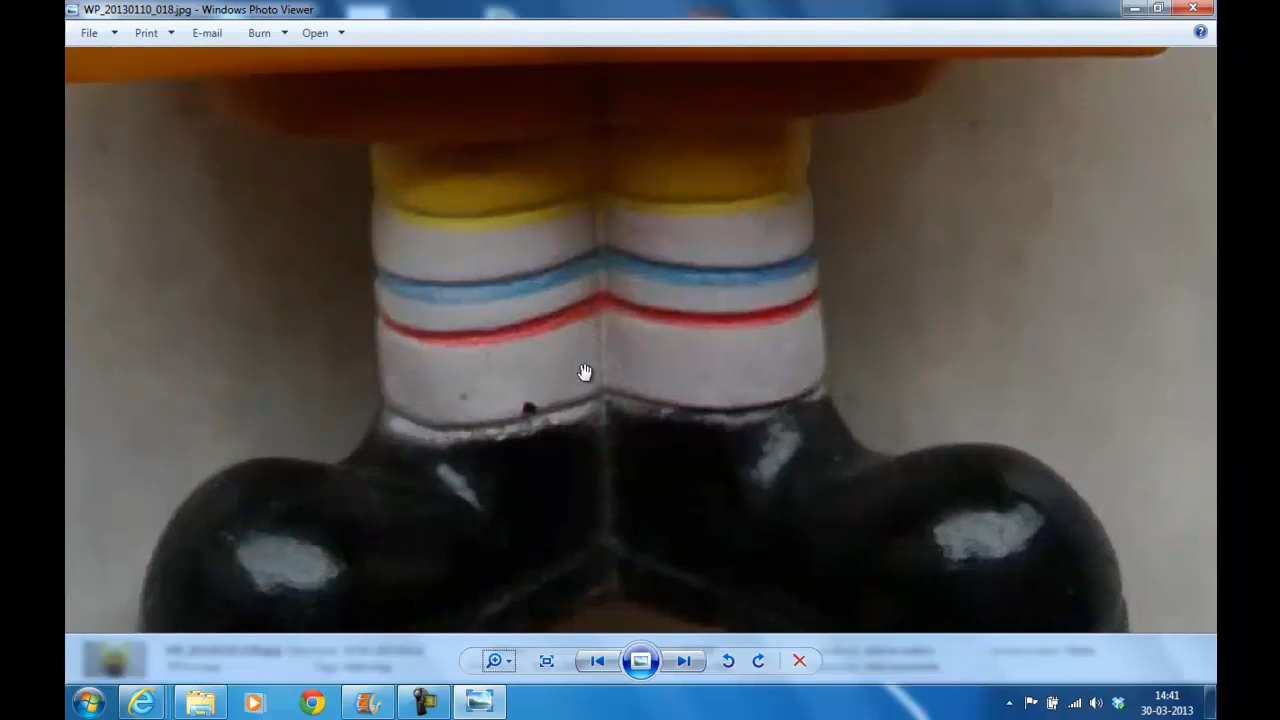 WP_20130110_018.jpg - Windows Photo Viewer
File Print E-mail Burn Open
14:41
30-03-2013